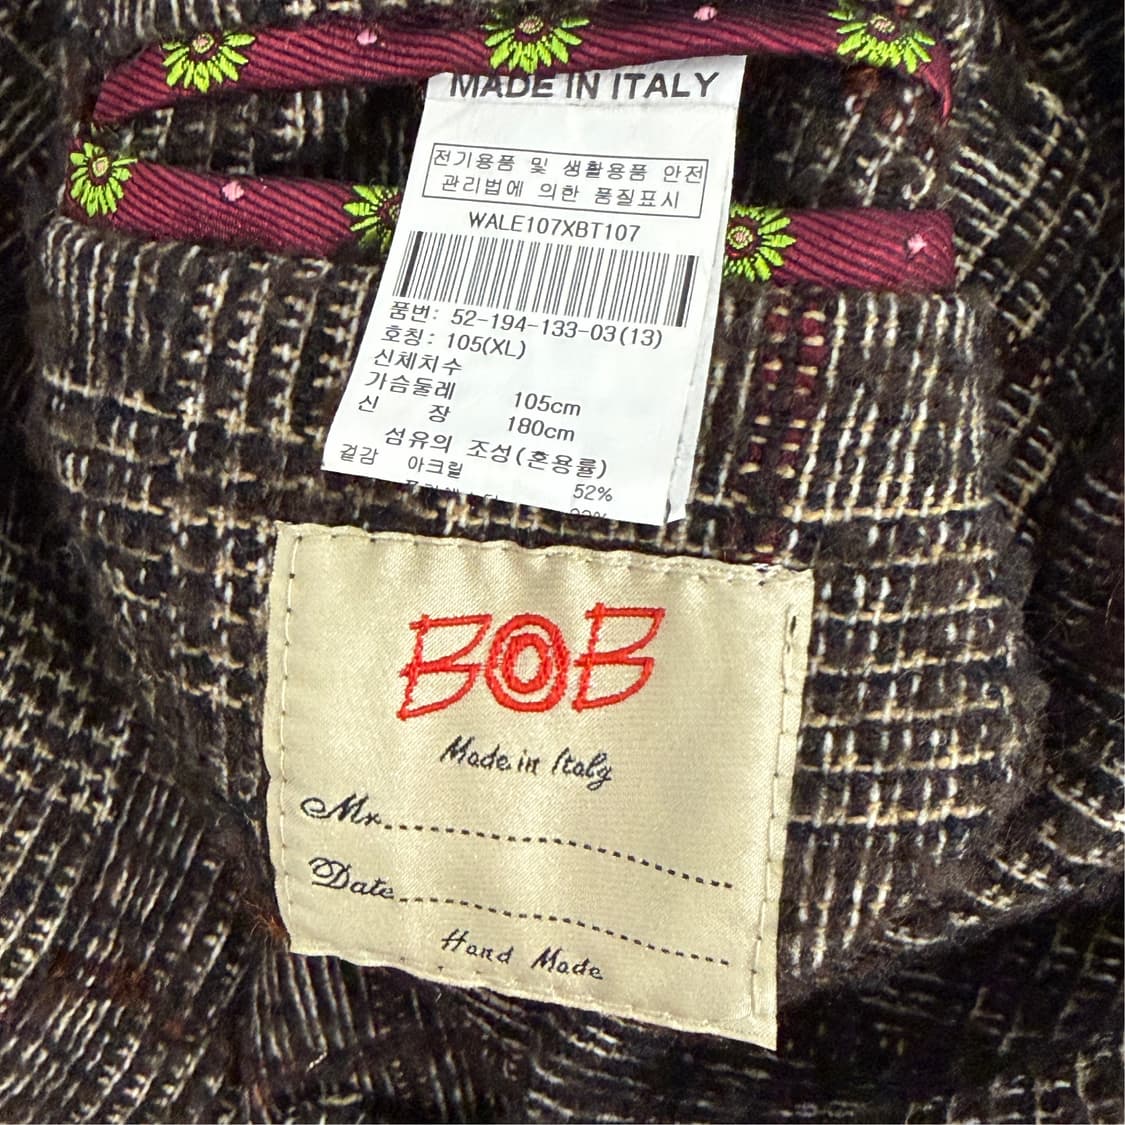 MADE IN ITALY
전기용품 및 생활용품 안전
관리법에 의한 품질표시
WALE107XBT107
품번: 52-194-133-03(13)
호칭: 105(XL)
신체치수
가슴둘레 105cm
신 장 180cm
섬유의 조성(혼용률)
겉감 아크릴 52%
BOB
Made in Italy
Mr.
Date
Hand Made